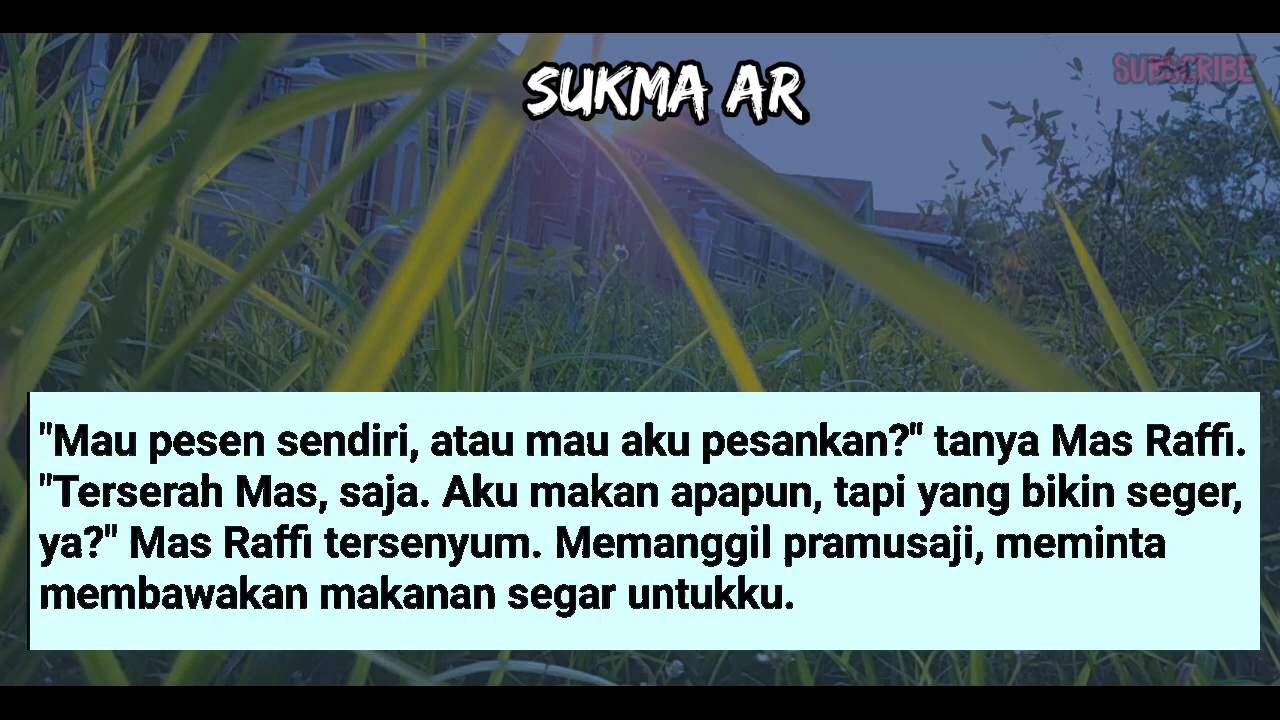 SUKMA AR
SUBSCRIBE
"Mau pesen sendiri, atau mau aku pesankan?" tanya Mas Raffi.
"Terserah Mas, saja. Aku makan apapun, tapi yang bikin seger,
ya?" Mas Raffi tersenyum. Memanggil pramusaji, meminta
membawakan makanan segar untukku.